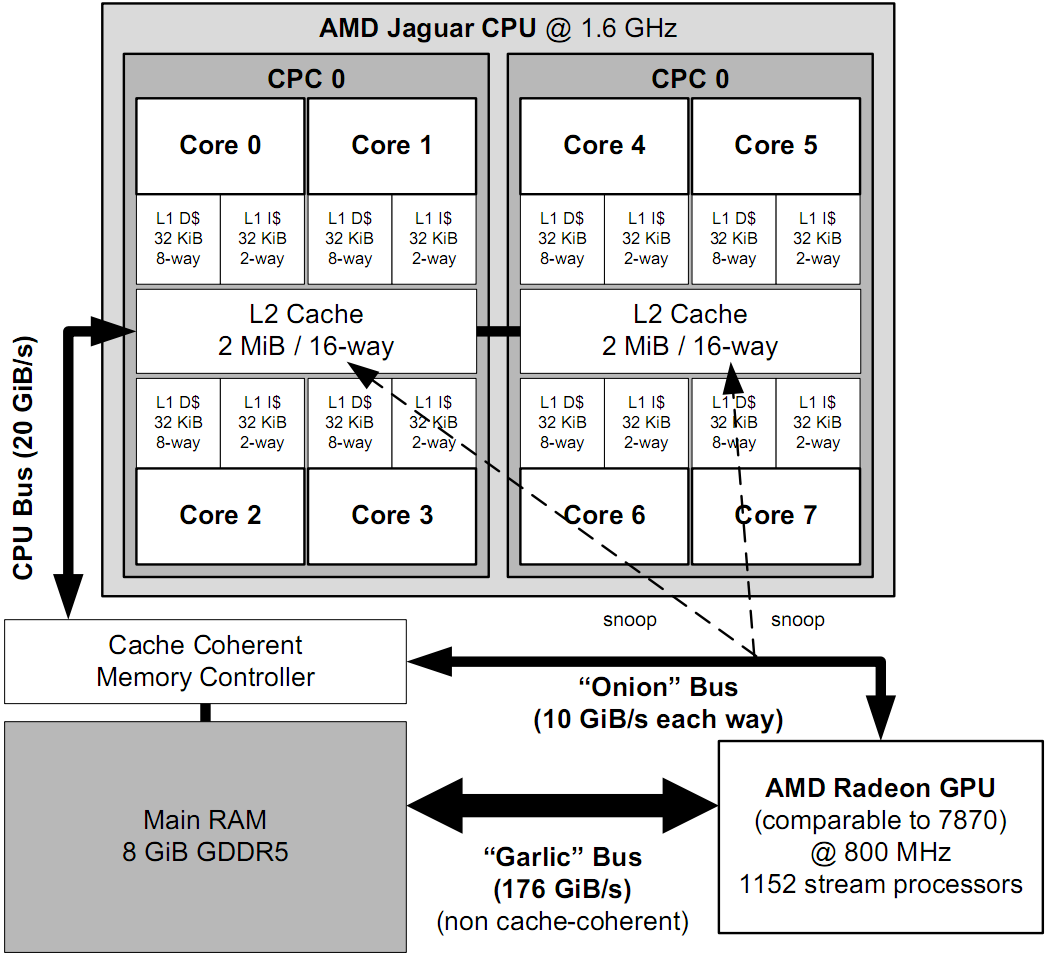 AMD Jaguar CPU @ 1.6 GHz
CPC 0
Core 0
Core 1
L1 D$
32 KiB
8-way
L1 I$
32 KiB
2-way
L1 D$
32 KiB
8-way
L1 I$
32 KiB
2-way
L2 Cache
2 MiB / 16-way
L1 D$
32 KiB
8-way
L1 I$
32 KiB
2-way
L1 D$
32 KiB
8-way
L1 I$
32 KiB
2-way
Core 2
Core 3
CPC 0
Core 4
Core 5
L1 D$
32 KiB
8-way
L1 I$
32 KiB
2-way
L1 D$
32 KiB
8-way
L1 I$
32 KiB
2-way
L2 Cache
2 MiB / 16-way
L1 D$
32 KiB
8-way
L1 I$
32 KiB
2-way
L1 D$
32 KiB
8-way
L1 I$
32 KiB
2-way
Core 6
Core 7
CPU Bus (20 GiB/s)
snoop
snoop
Cache Coherent
Memory Controller
“Onion” Bus
(10 GiB/s each way)
Main RAM
8 GiB GDDR5
“Garlic” Bus
(176 GiB/s)
(non cache-coherent)
AMD Radeon GPU
(comparable to 7870)
@ 800 MHz
1152 stream processors